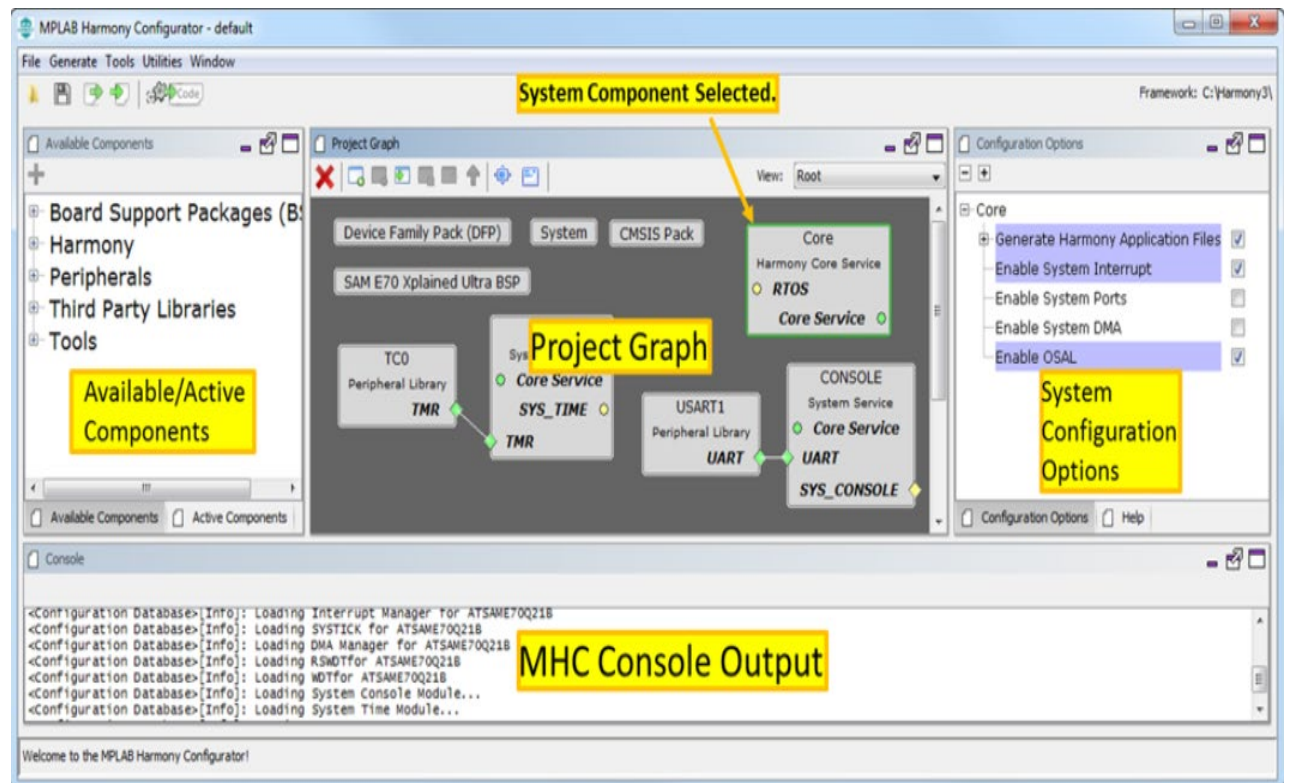 MPLAB Harmony Configurator - default
File Generate Tools Utilities Window
Code
System Component Selected.
Framework: C:\Harmony3\
Available Components
Board Support Packages (BS
Harmony
Peripherals
Third Party Libraries
Tools
Available/Active
Components
Available Components
Active Components
Project Graph
View: Root
Device Family Pack (DFP)
System
CMSIS Pack
SAM E70 Xplained Ultra BSP
Core
Harmony Core Service
RTOS
Core Service
Project Graph
TC0
Peripheral Library
TMR
Sys
Core Service
SYS_TIME
TMR
USART1
Peripheral Library
UART
CONSOLE
System Service
Core Service
UART
SYS_CONSOLE
Configuration Options
Core
Generate Harmony Application Files
Enable System Interrupt
Enable System Ports
Enable System DMA
Enable OSAL
System
Configuration
Options
Configuration Options
Help
Console
<Configuration Database>[Info]: Loading Interrupt Manager for ATSAME70Q21B
<Configuration Database>[Info]: Loading SYSTICK for ATSAME70Q21B
<Configuration Database>[Info]: Loading DMA Manager for ATSAME70Q21B
<Configuration Database>[Info]: Loading RSWDTfor ATSAME70Q21B
<Configuration Database>[Info]: Loading WDTfor ATSAME70Q21B
<Configuration Database>[Info]: Loading System Console Module...
<Configuration Database>[Info]: Loading System Time Module...
MHC Console Output
Welcome to the MPLAB Harmony Configurator!